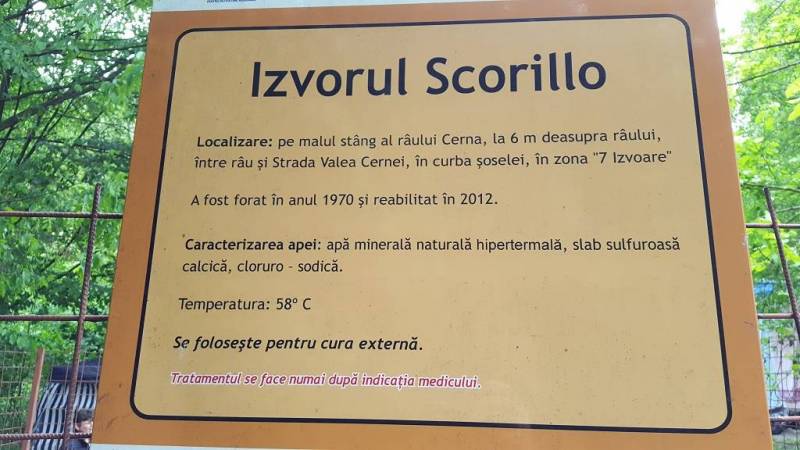 Izvorul Scorillo
Localizare: pe malul stâng al râului Cerna, la 6 m deasupra râului,
între râu și Strada Valea Cernei, în curba șoselei, în zona "7 Izvoare"
A fost forat în anul 1970 și reabilitat în 2012.
Caracterizarea apei: apă minerală naturală hipertermală, slab sulfuroasă
calcică, cloruro - sodică.
Temperatura: 58º C
Se folosește pentru cura externă.
Tratamentul se face numai după indicația medicului.